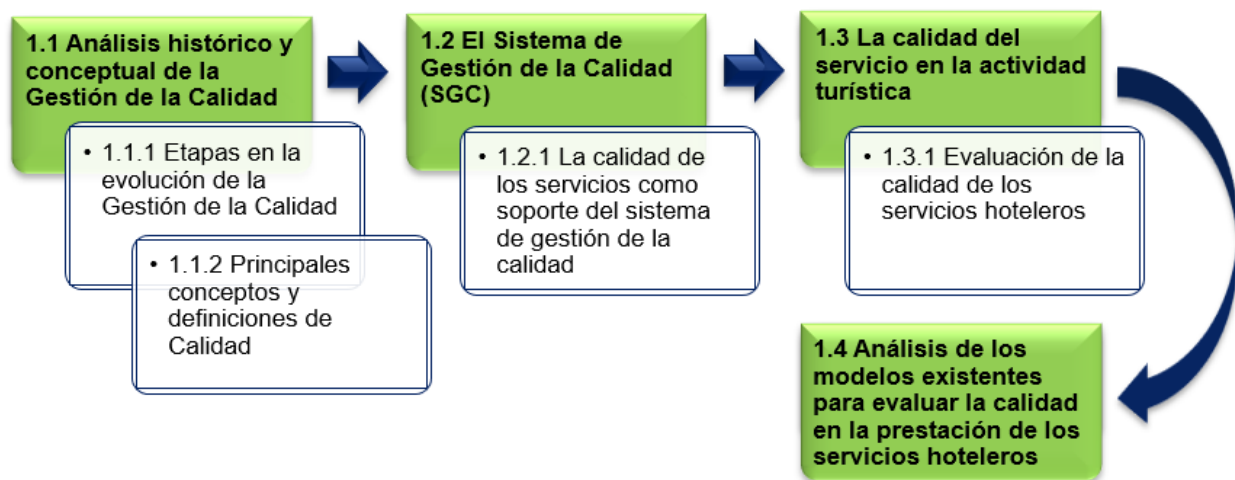 1.1 Análisis histórico y
conceptual de la
Gestión de la Calidad
• 1.1.1 Etapas en la
evolución de la
Gestión de la Calidad
• 1.1.2 Principales
conceptos y
definiciones de
Calidad
1.2 El Sistema de
Gestión de la Calidad
(SGC)
• 1.2.1 La calidad de
los servicios como
soporte del sistema
de gestión de la
calidad
1.3 La calidad del
servicio en la actividad
turística
• 1.3.1 Evaluación de la
calidad de los
servicios hoteleros
1.4 Análisis de los
modelos existentes
para evaluar la calidad
en la prestación de los
servicios hoteleros